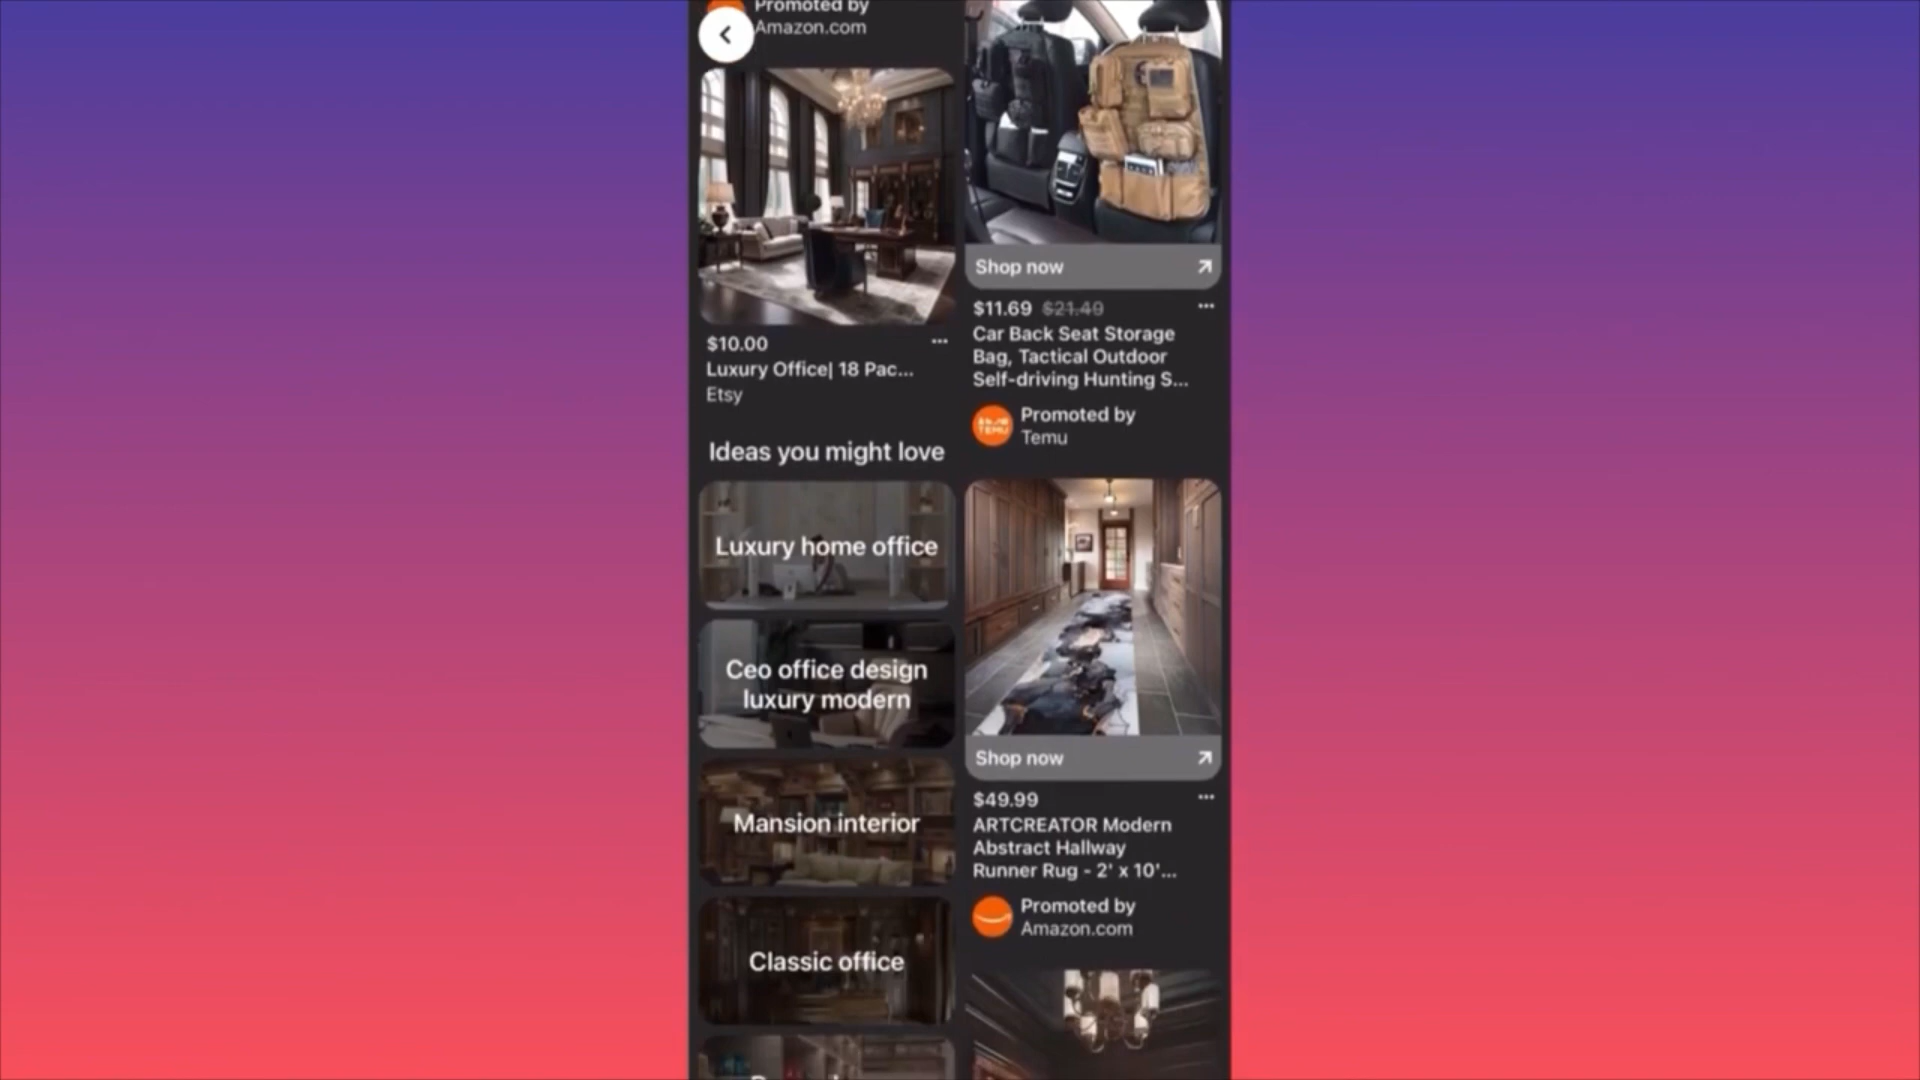 Promoted by
Amazon.com
$10.00
Luxury Office| 18 Pac...
Etsy
Ideas you might love
Luxury home office
Ceo office design
luxury modern
Mansion interior
Classic office
Shop now
$11.69 $21.49
Car Back Seat Storage
Bag, Tactical Outdoor
Self-driving Hunting S...
TEMU
Promoted by
Temu
Shop now
$49.99
ARTCREATOR Modern
Abstract Hallway
Runner Rug - 2' x 10'...
Promoted by
Amazon.com